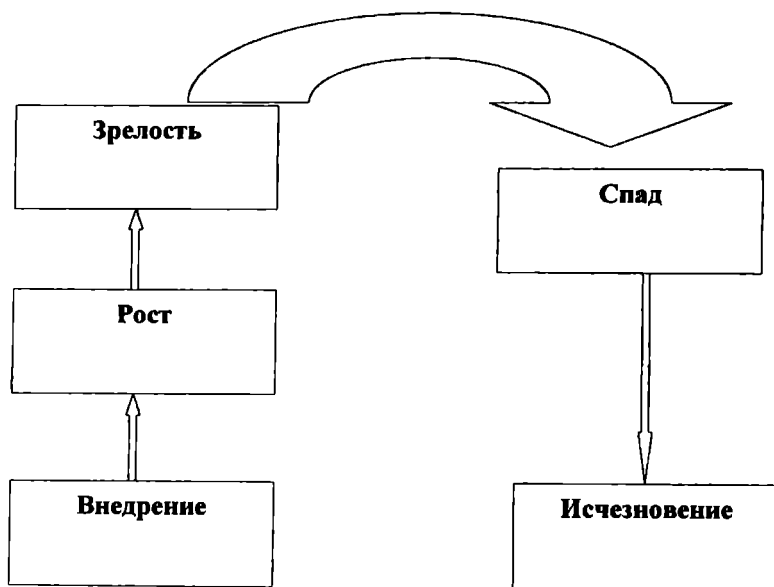 Зрелость
Спад
Рост
Внедрение
Исчезновение